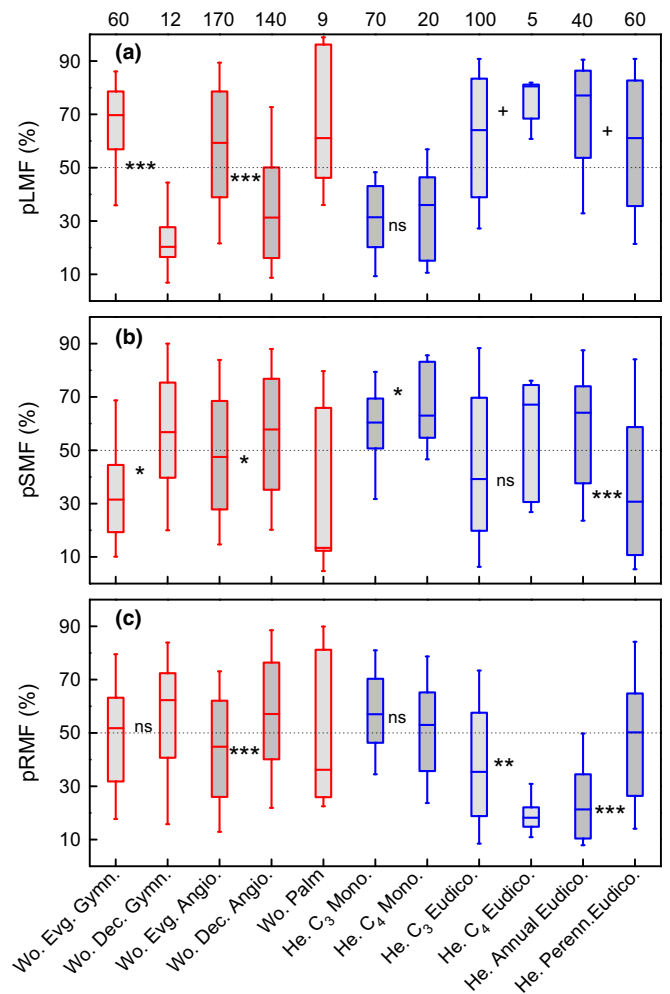 60 12 170 140 9 70 20 100 5 40 60
(a)
pLMF (%)
90
70
50
30
10
*** *** ns + +
(b)
pSMF (%)
90
70
50
30
10
* * * ns ***
(c)
pRMF (%)
90
70
50
30
10
ns *** ns ** ***
Wo. Evg. Gymn.
Wo. Dec. Gymn.
Wo. Evg. Angio.
Wo. Dec. Angio.
Wo. Palm
He. C₃ Mono.
He. C₄ Mono.
He. C₃ Eudico.
He. C₄ Eudico.
He. Annual Eudico.
He. Perenn.Eudico.